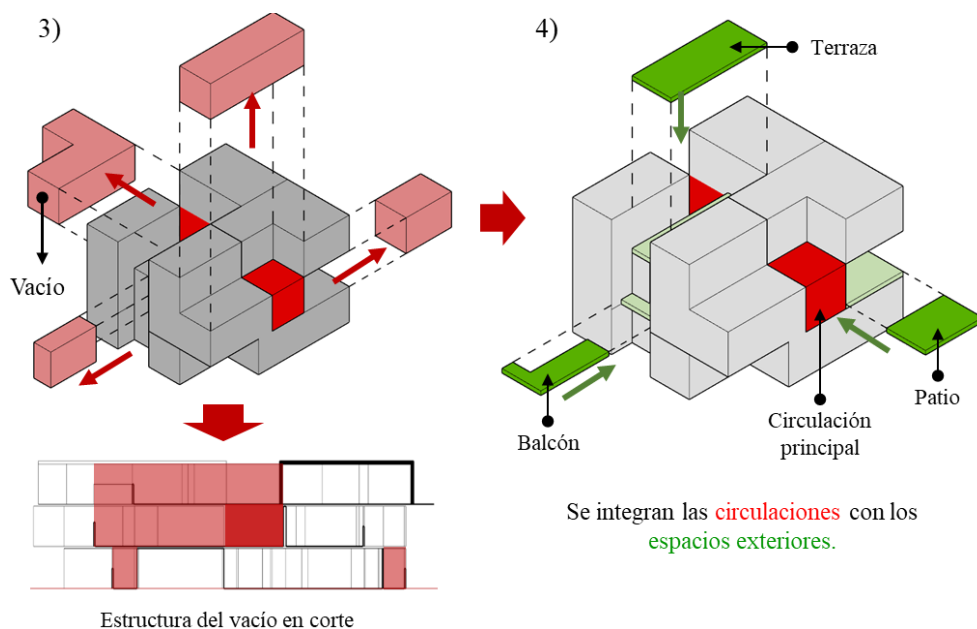 3)
Vacío
Estructura del vacío en corte
4)
Terraza
Balcón
Circulación
principal
Patio
Se integran las circulaciones con los
espacios exteriores.